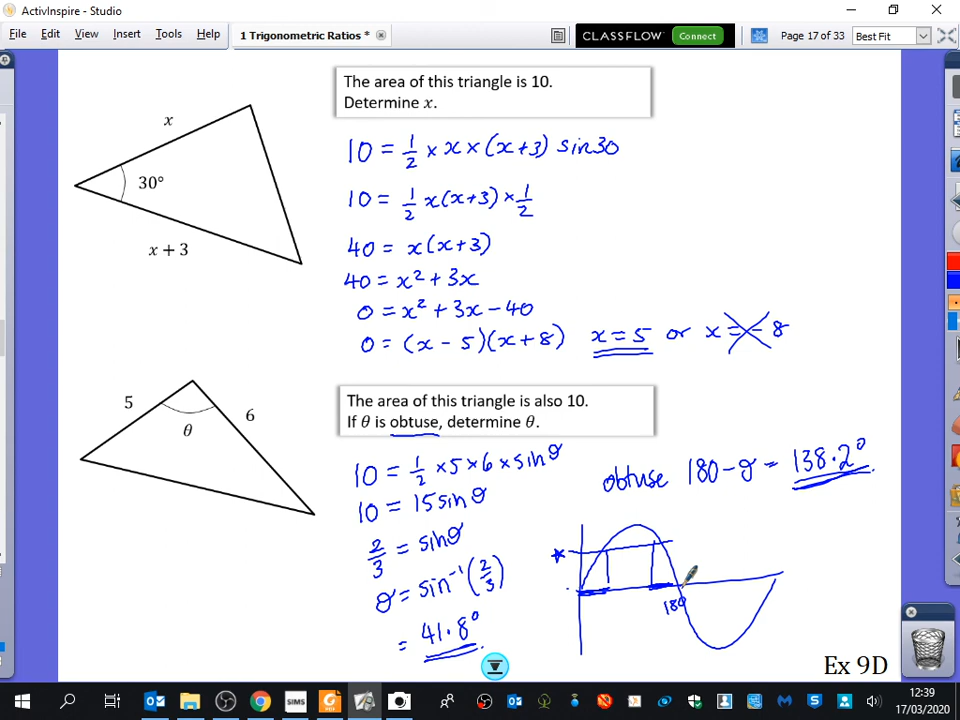 ActivInspire - Studio
File Edit View Insert Tools Help
1 Trigonometric Ratios *
CLASSFLOW Connect
Page 17 of 33
Best Fit
The area of this triangle is 10.
Determine x.
x
30°
x + 3
10 = 1/2 × x × (x+3) sin30
10 = 1/2 x(x+3) × 1/2
40 = x(x+3)
40 = x² + 3x
0 = x² + 3x - 40
0 = (x - 5)(x + 8) x = 5 or x = -8
The area of this triangle is also 10.
If θ is obtuse, determine θ.
5
6
θ
10 = 1/2 × 5 × 6 × sinθ
10 = 15 sinθ
2/3 = sinθ
θ = sin⁻¹(2/3)
= 41.8°
obtuse 180 - θ = 138.2°
180
Ex 9D
SIMS
12:39
17/03/2020